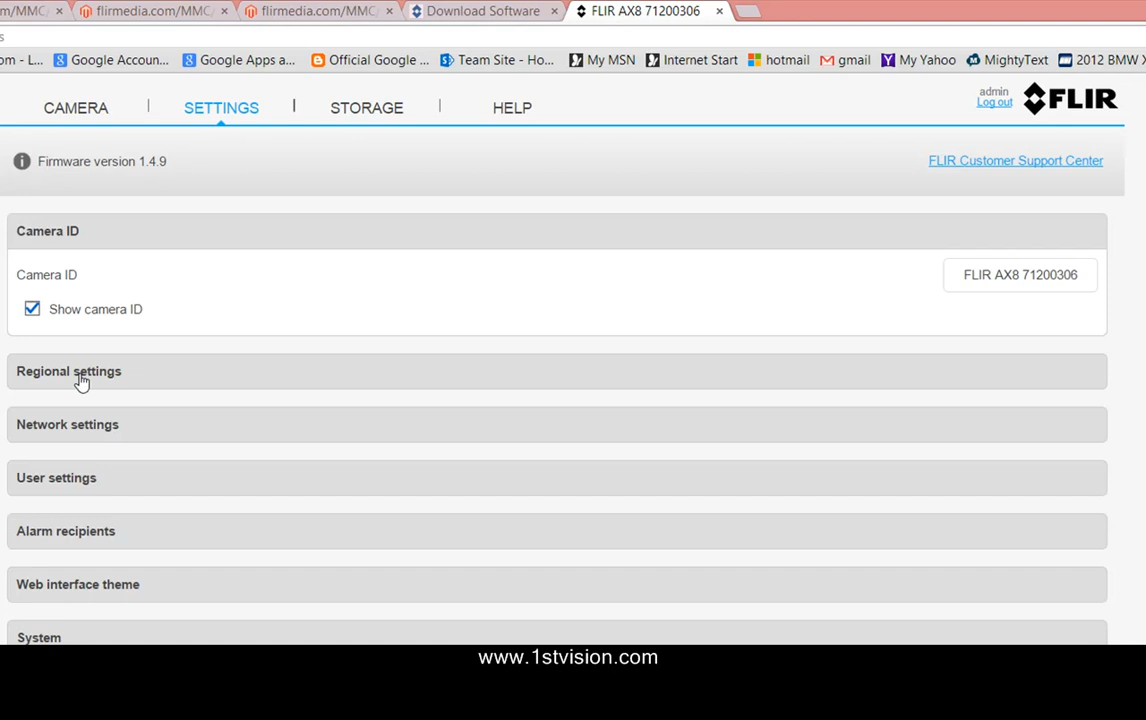 m/MMC/ × flirmedia.com/MMC/ × flirmedia.com/MMC/ × Download Software × FLIR AX8 71200306 ×
s
om - L... Google Accoun... Google Apps a... Official Google ... Team Site - Ho... My MSN Internet Start hotmail gmail My Yahoo MightyText 2012 BMW X
CAMERA | SETTINGS | STORAGE | HELP
admin
Log out
FLIR
Firmware version 1.4.9
FLIR Customer Support Center
Camera ID
Camera ID
FLIR AX8 71200306
Show camera ID
Regional settings
Network settings
User settings
Alarm recipients
Web interface theme
System
www.1stvision.com